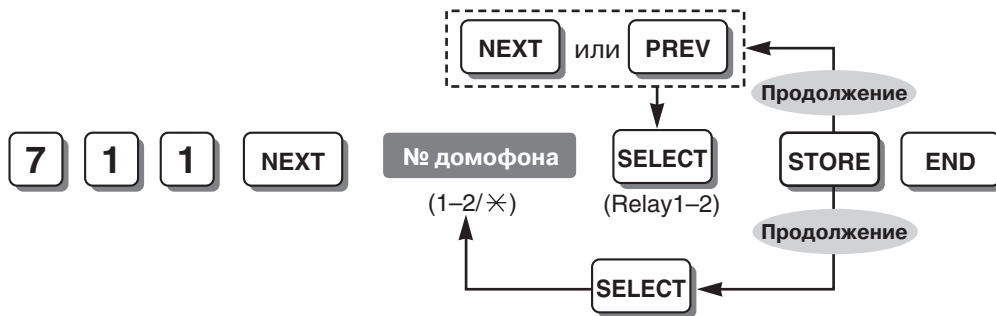 NEXT или PREV
Продолжение
7 1 1 NEXT № домофона SELECT STORE END
(1–2/✳) (Relay1–2)
Продолжение
SELECT